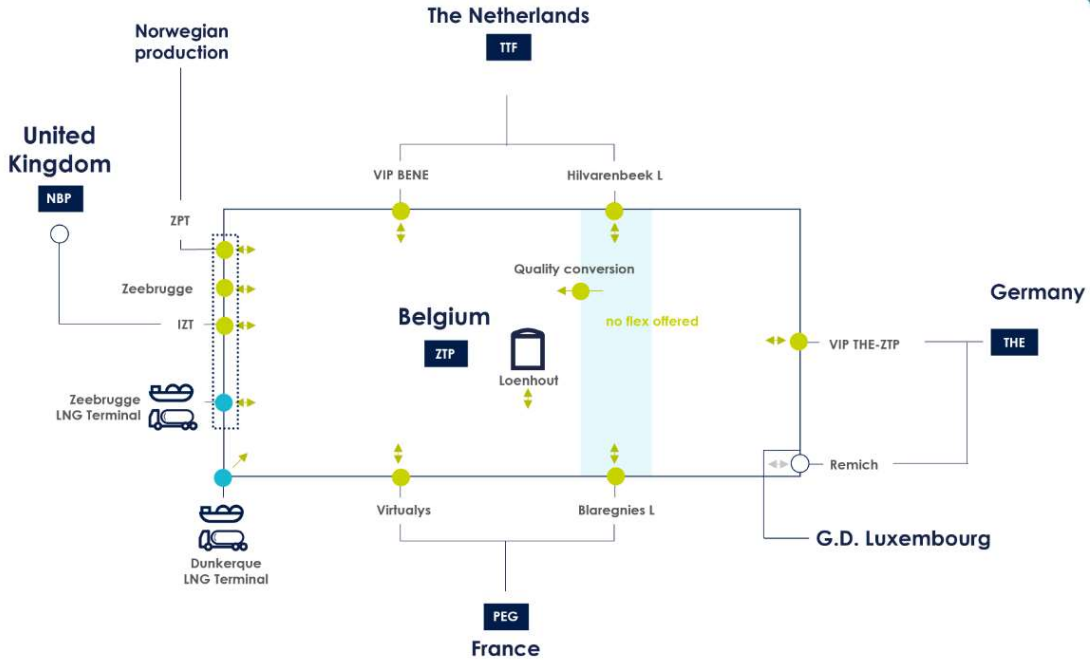 The Netherlands
TTF
Norwegian
production
United
Kingdom
NBP
VIP BENE
Hilvarenbeek L
ZPT
Zeebrugge
IZT
Quality conversion
no flex offered
Belgium
ZTP
Loenhout
Germany
THE
VIP THE-ZTP
Zeebrugge
LNG Terminal
Remich
Virtualys
Blaregnies L
G.D. Luxembourg
Dunkerque
LNG Terminal
PEG
France